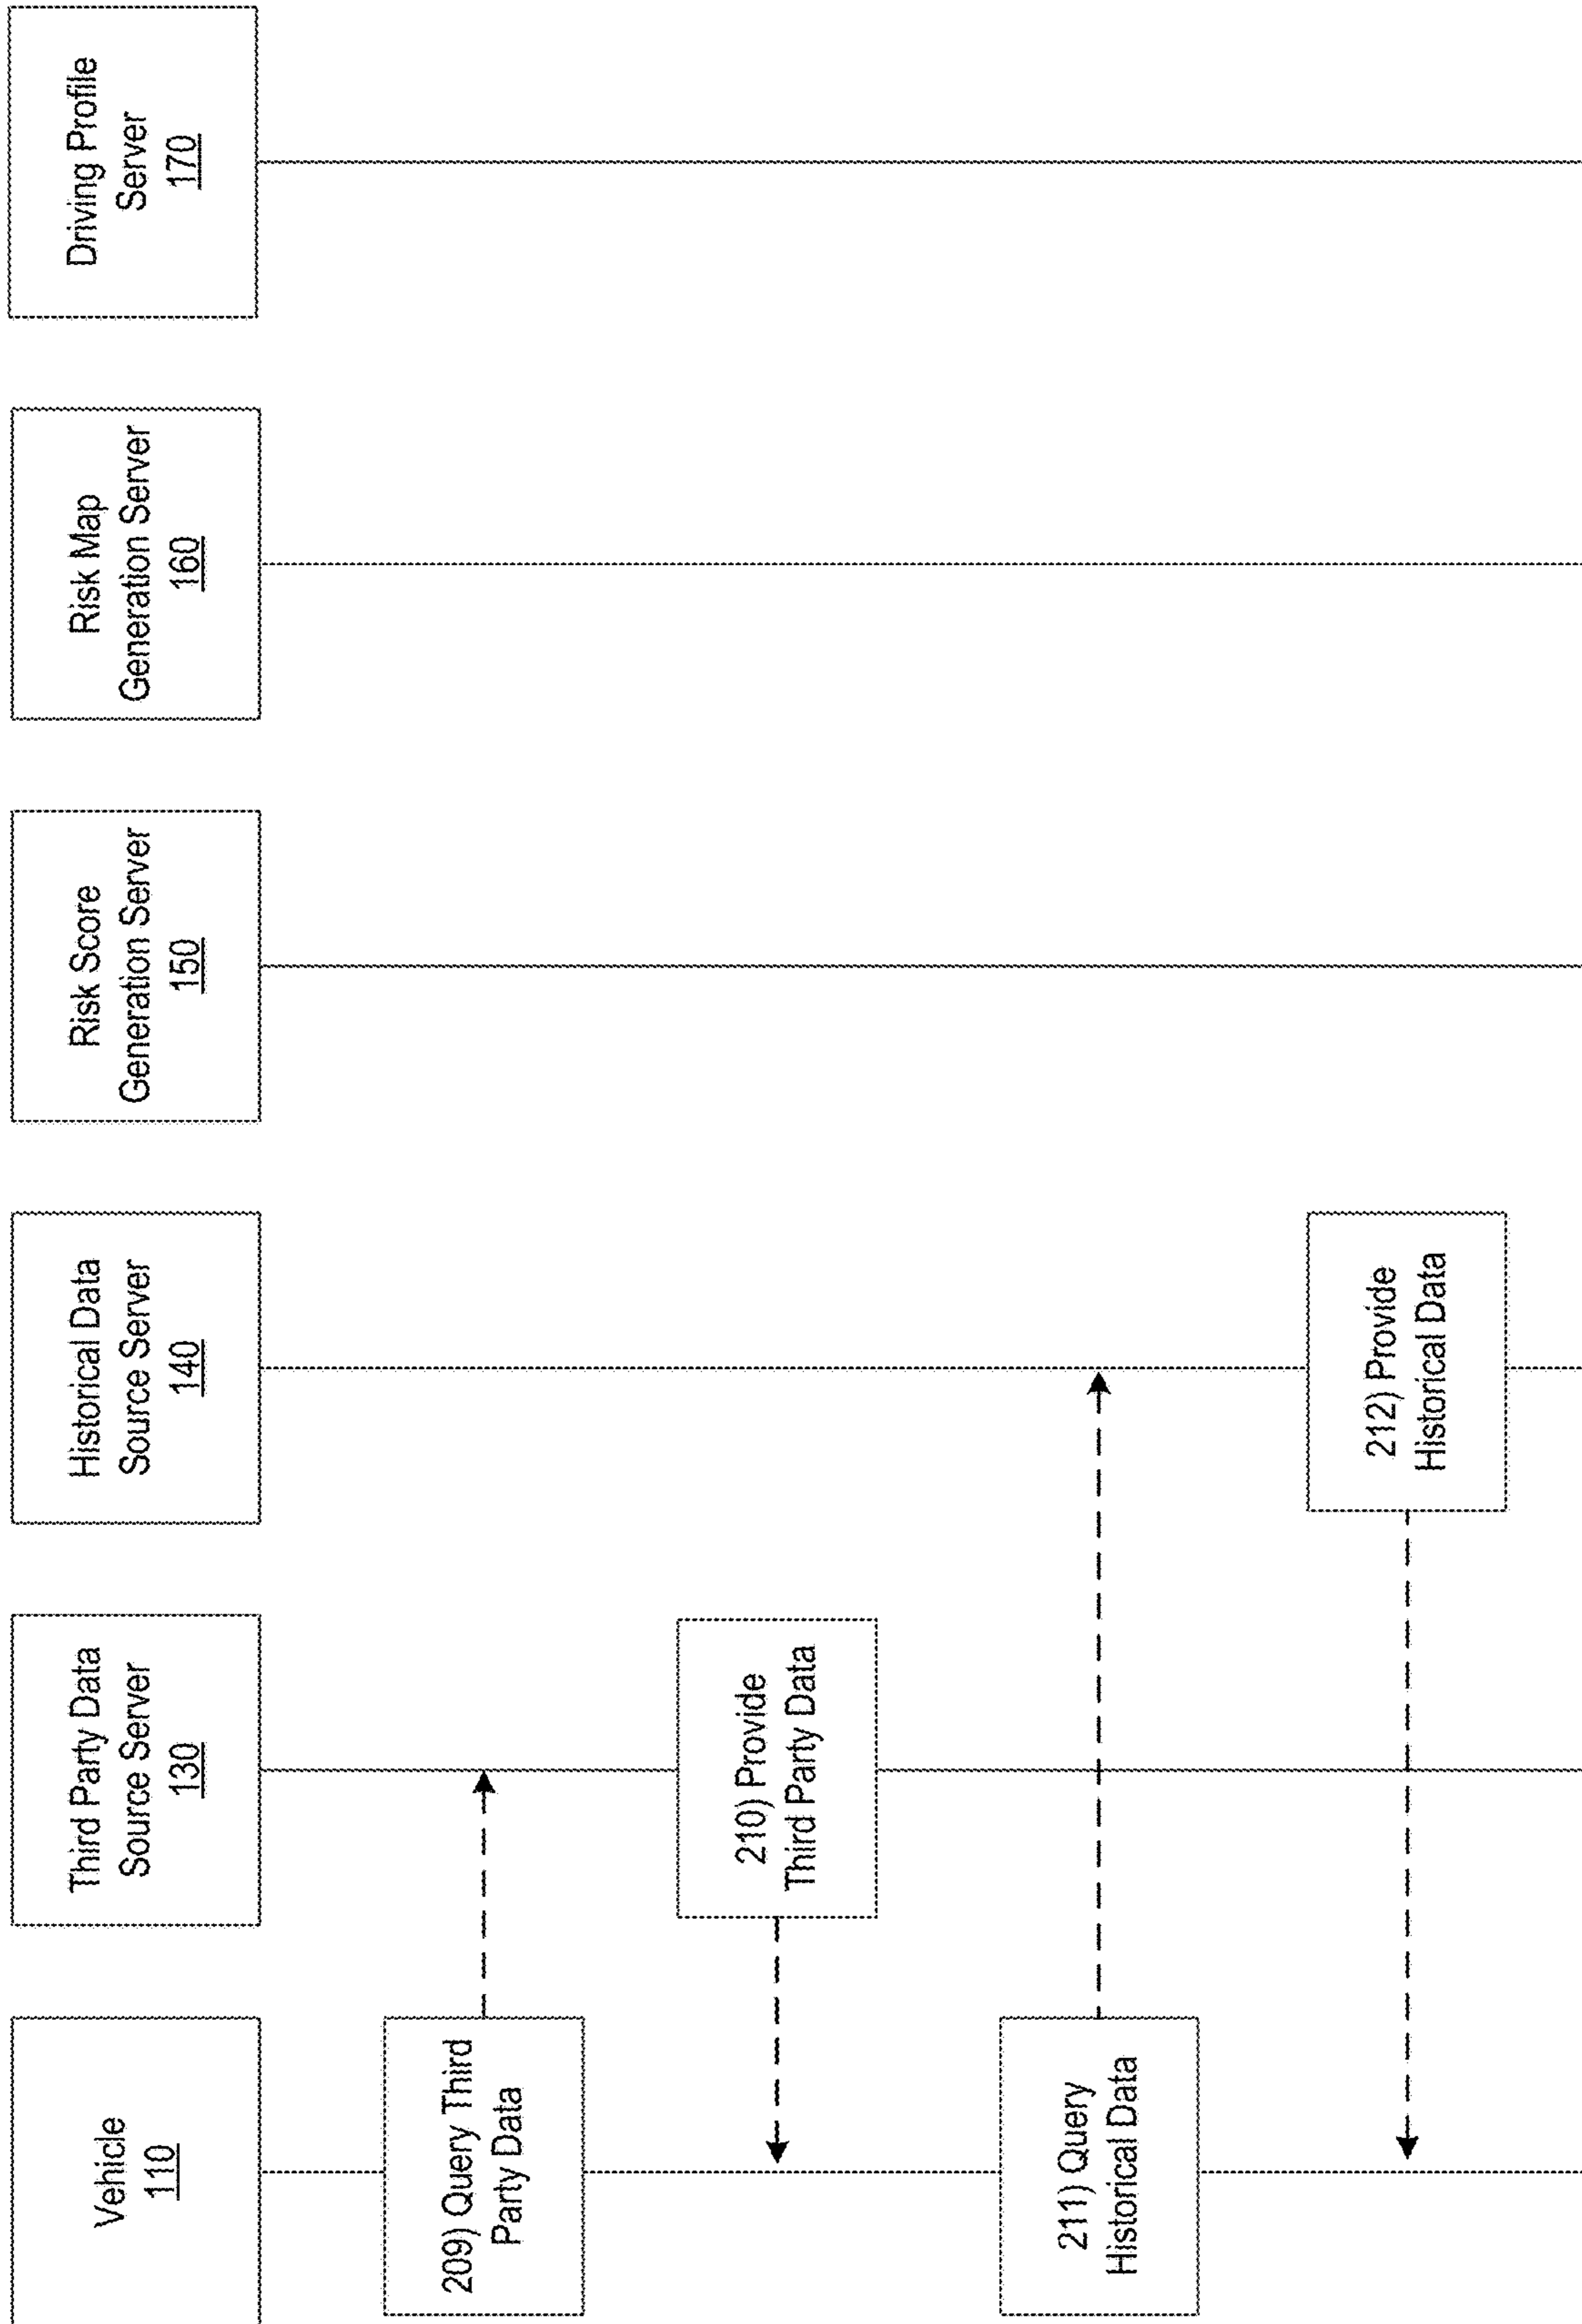 Vehicle
110
Third Party Data
Source Server
130
Historical Data
Source Server
140
Risk Score
Generation Server
150
Risk Map
Generation Server
160
Driving Profile
Server
170
209) Query Third
Party Data
210) Provide
Third Party Data
211) Query
Historical Data
212) Provide
Historical Data